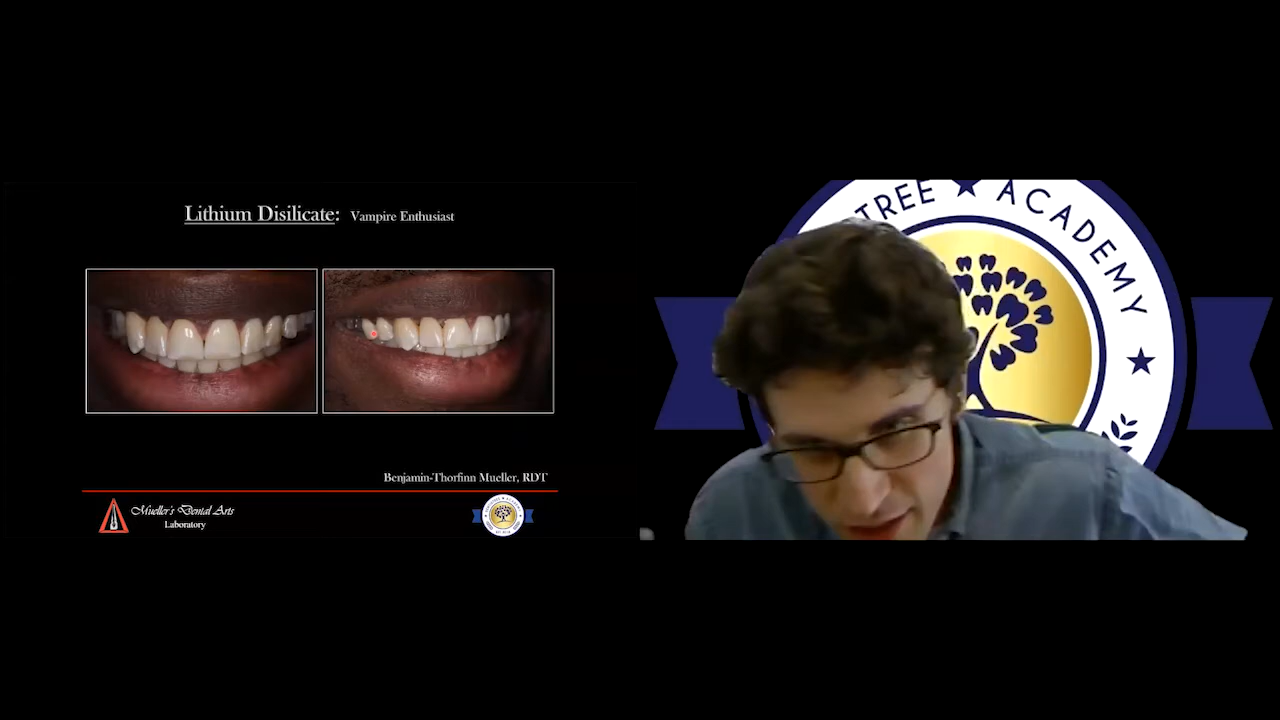 Lithium Disilicate: Vampire Enthusiast
Benjamin-Thorfinn Mueller, RDT
Mueller's Dental Arts
Laboratory
TREE ★ ACADEMY ★